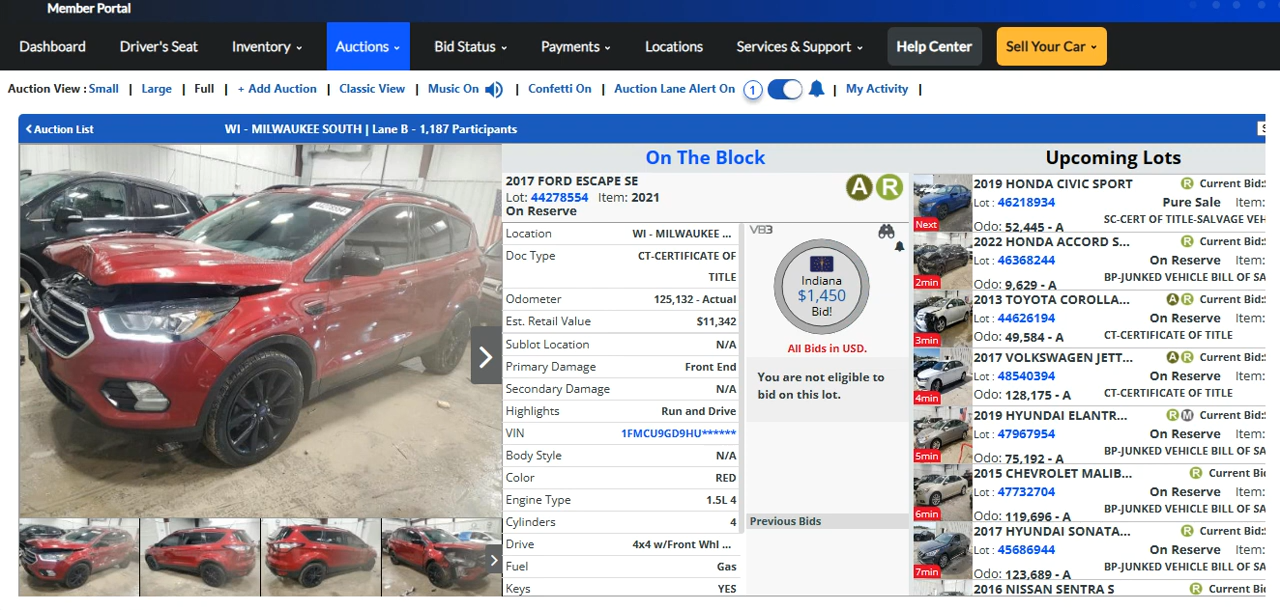 Member Portal
Dashboard Driver's Seat Inventory Auctions Bid Status Payments Locations Services & Support Help Center Sell Your Car
Auction View : Small | Large | Full | + Add Auction | Classic View | Music On | Confetti On | Auction Lane Alert On 1 | My Activity |
Auction List WI - MILWAUKEE SOUTH | Lane B - 1,187 Participants
On The Block
2017 FORD ESCAPE SE
Lot: 44278554 Item: 2021
On Reserve
A R
Location WI - MILWAUKEE ...
Doc Type CT-CERTIFICATE OF
TITLE
Odometer 125,132 - Actual
Est. Retail Value $11,342
Sublot Location N/A
Primary Damage Front End
Secondary Damage N/A
Highlights Run and Drive
VIN 1FMCU9GD9HU******
Body Style N/A
Color RED
Engine Type 1.5L 4
Cylinders 4
Drive 4x4 w/Front Whl ...
Fuel Gas
Keys YES
VB3
Indiana
$1,450
Bid!
All Bids in USD.
You are not eligible to
bid on this lot.
Previous Bids
Upcoming Lots
2019 HONDA CIVIC SPORT R Current Bid:
Lot : 46218934 Pure Sale Item:
Next SC-CERT OF TITLE-SALVAGE VEH
Odo: 52,445 - A
2022 HONDA ACCORD S... R Current Bid:
Lot : 46368244 On Reserve Item:
2min BP-JUNKED VEHICLE BILL OF SA
Odo: 9,629 - A
2013 TOYOTA COROLLA... A R Current Bid:
Lot : 44626194 On Reserve Item:
3min Odo: 49,584 - A CT-CERTIFICATE OF TITLE
2017 VOLKSWAGEN JETT... A R Current Bid:
Lot : 48540394 On Reserve Item:
4min Odo: 128,175 - A CT-CERTIFICATE OF TITLE
2019 HYUNDAI ELANTR... R M Current Bid:
Lot : 47967954 On Reserve Item:
5min BP-JUNKED VEHICLE BILL OF SA
Odo: 75,192 - A
2015 CHEVROLET MALIB... R Current Bi
Lot : 47732704 On Reserve Item:
6min BP-JUNKED VEHICLE BILL OF SA
Odo: 119,696 - A
2017 HYUNDAI SONATA... R Current Bid:
Lot : 45686944 On Reserve Item:
7min BP-JUNKED VEHICLE BILL OF SA
Odo: 123,689 - A
2016 NISSAN SENTRA S R Current Bid